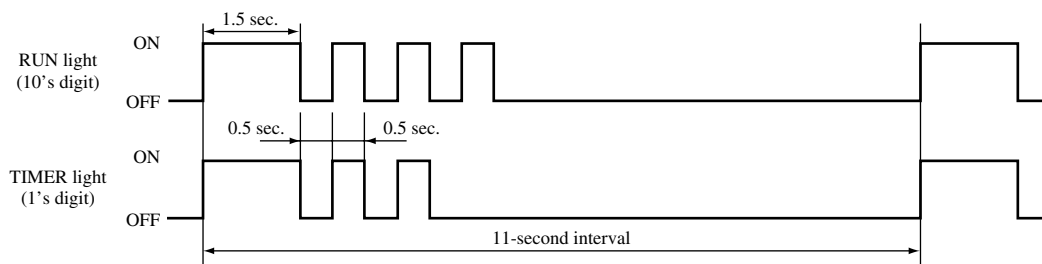 1.5 sec.
ON
RUN light
(10's digit)
OFF
0.5 sec.
0.5 sec.
ON
TIMER light
(1's digit)
OFF
11-second interval